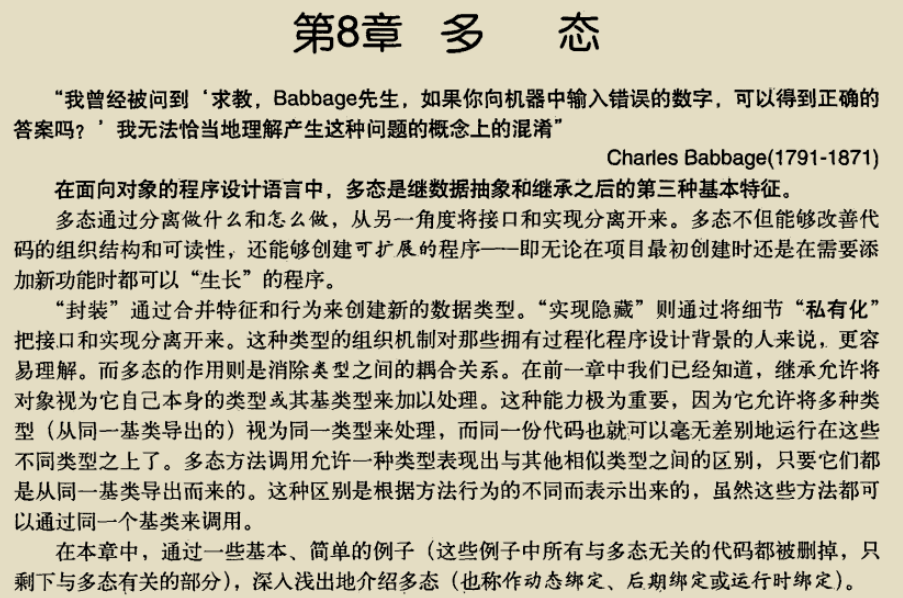 第8章 多 态
“我曾经被问到‘求教，Babbage先生，如果你向机器中输入错误的数字，可以得到正确的
答案吗？’我无法恰当地理解产生这种问题的概念上的混淆”
Charles Babbage(1791-1871)
在面向对象的程序设计语言中，多态是继数据抽象和继承之后的第三种基本特征。
多态通过分离做什么和怎么做，从另一角度将接口和实现分离开来。多态不但能够改善代
码的组织结构和可读性，还能够创建可扩展的程序——即无论在项目最初创建时还是在需要添
加新功能时都可以“生长”的程序。
“封装”通过合并特征和行为来创建新的数据类型。“实现隐藏”则通过将细节“私有化”
把接口和实现分离开来。这种类型的组织机制对那些拥有过程化程序设计背景的人来说，更容
易理解。而多态的作用则是消除类型之间的耦合关系。在前一章中我们已经知道，继承允许将
对象视为它自己本身的类型或其基类型来加以处理。这种能力极为重要，因为它允许将多种类
型（从同一基类导出的）视为同一类型来处理，而同一份代码也就可以毫无差别地运行在这些
不同类型之上了。多态方法调用允许一种类型表现出与其他相似类型之间的区别，只要它们都
是从同一基类导出而来的。这种区别是根据方法行为的不同而表示出来的，虽然这些方法都可
以通过同一个基类来调用。
在本章中，通过一些基本、简单的例子（这些例子中所有与多态无关的代码都被删掉，只
剩下与多态有关的部分），深入浅出地介绍多态（也称作动态绑定、后期绑定或运行时绑定）。